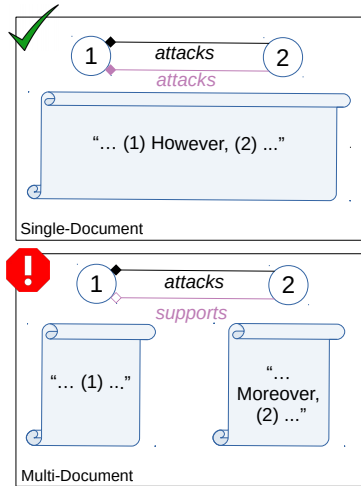 1
attacks
2
attacks
“... (1) However, (2) ...”
Single-Document
!
1
attacks
2
supports
“... (1) ...”
“...
Moreover,
(2) ...”
Multi-Document